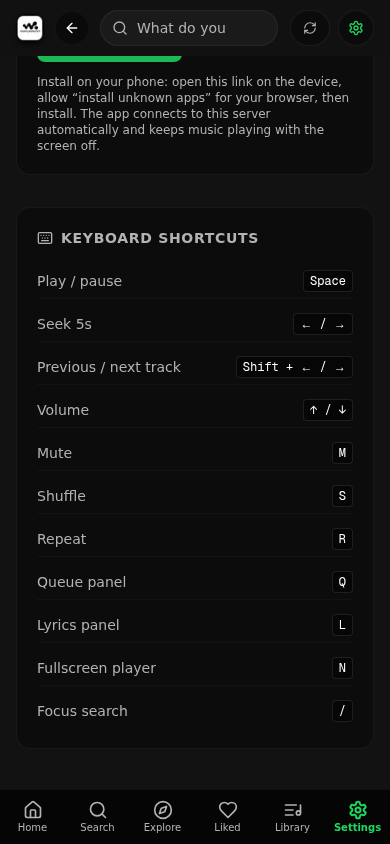 What do you
Install on your phone: open this link on the device,
allow “install unknown apps” for your browser, then
install. The app connects to this server
automatically and keeps music playing with the
screen off.
KEYBOARD SHORTCUTS
Play / pause Space
Seek 5s ← / →
Previous / next track Shift + ← / →
Volume ↑ / ↓
Mute M
Shuffle S
Repeat R
Queue panel Q
Lyrics panel L
Fullscreen player N
Focus search /
Home Search Explore Liked Library Settings